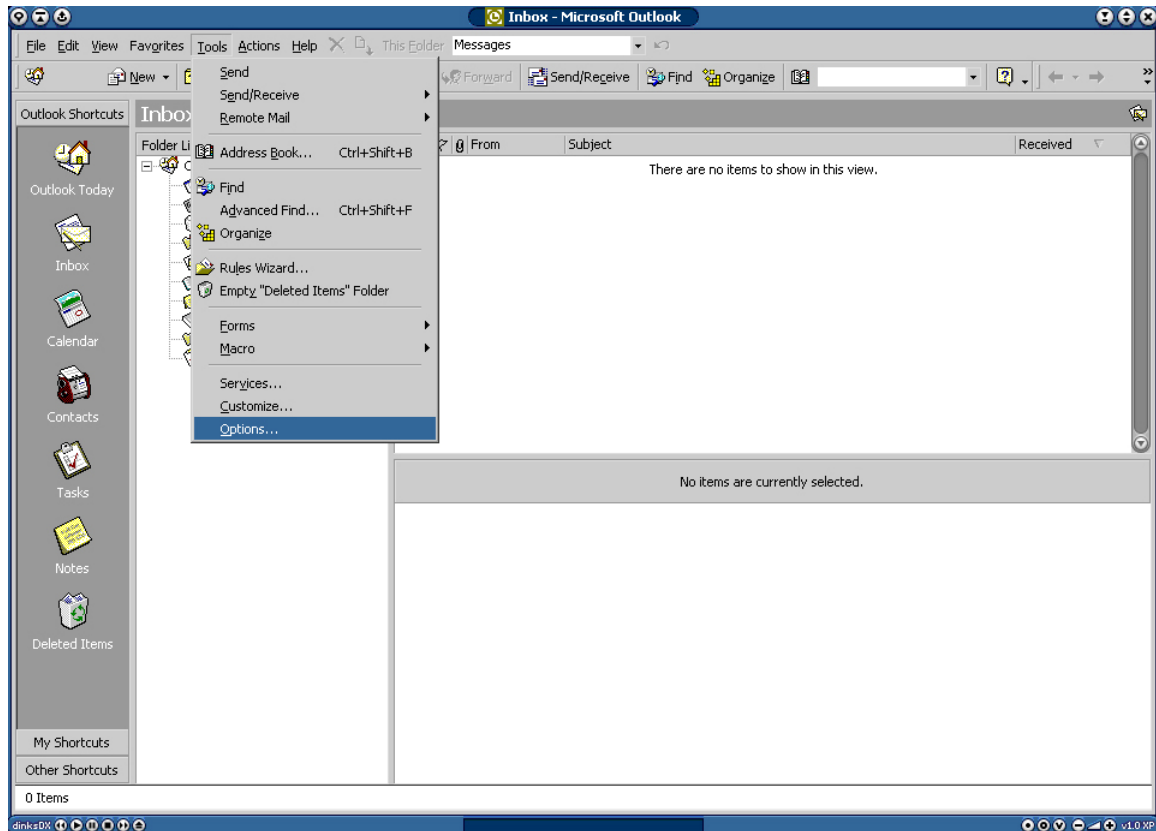 Inbox - Microsoft Outlook
File Edit View Favorites Tools Actions Help This Folder Messages
New Forward Send/Receive Find Organize
Outlook Shortcuts
Inbox
Folder Li
From Subject Received
There are no items to show in this view.
Send
Send/Receive
Remote Mail
Address Book... Ctrl+Shift+B
Find
Advanced Find... Ctrl+Shift+F
Organize
Rules Wizard...
Empty "Deleted Items" Folder
Forms
Macro
Services...
Customize...
Options...
Outlook Today
Inbox
Calendar
Contacts
Tasks
Notes
Deleted Items
No items are currently selected.
My Shortcuts
Other Shortcuts
0 Items
dinksDX v1.0 XP